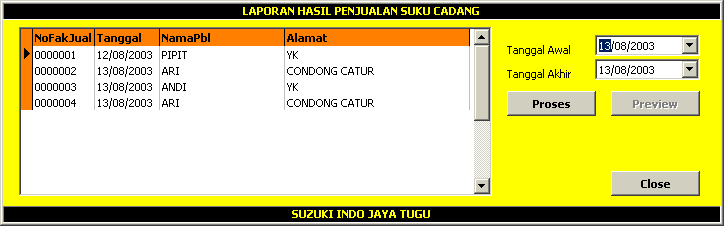 LAPORAN HASIL PENJUALAN SUKU CADANG
NoFakJual Tanggal NamaPbl Alamat
0000001 12/08/2003 PIPIT YK
0000002 13/08/2003 ARI CONDONG CATUR
0000003 13/08/2003 ANDI YK
0000004 13/08/2003 ARI CONDONG CATUR
Tanggal Awal 13/08/2003
Tanggal Akhir 13/08/2003
Proses Preview
Close
SUZUKI INDO JAYA TUGU